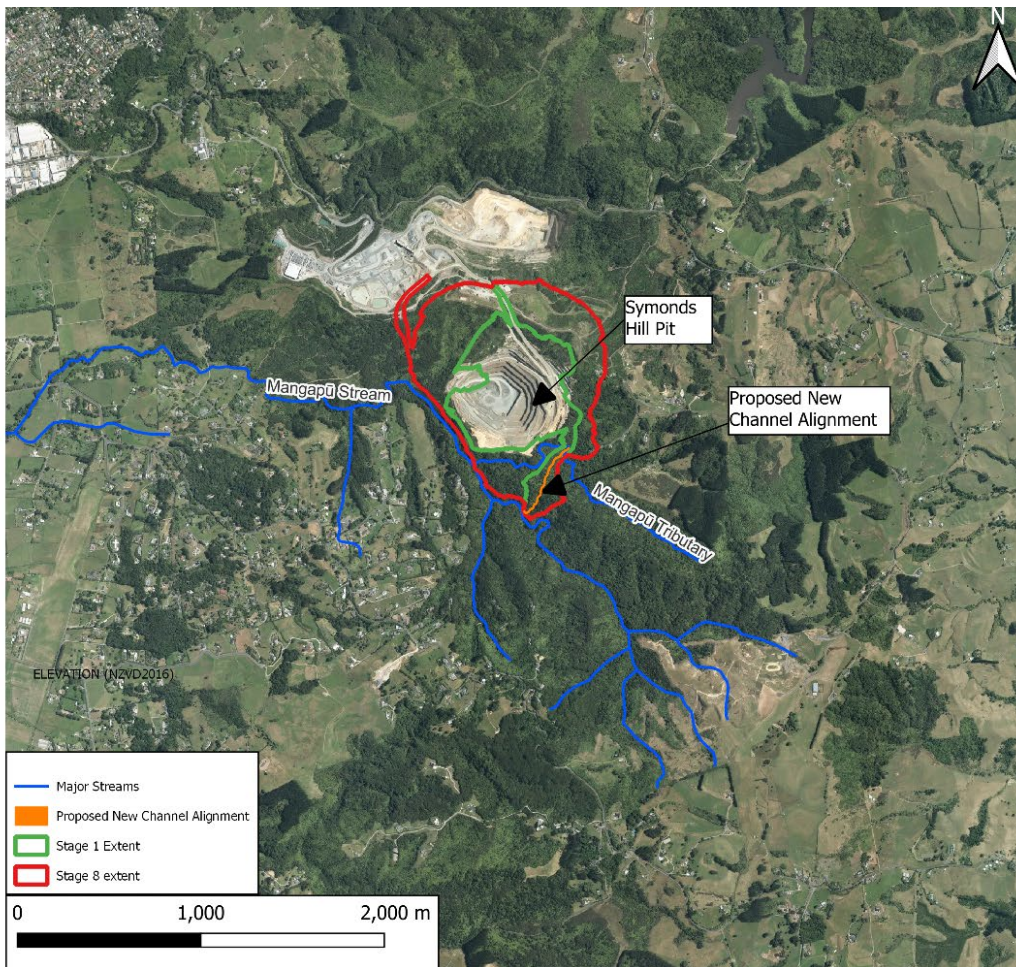 N
Symonds
Hill Pit
Proposed New
Channel Alignment
Mangapū Stream
Mangapū Tributary
ELEVATION (NZVD2016)
Major Streams
Proposed New Channel Alignment
Stage 1 Extent
Stage 8 extent
0 1,000 2,000 m